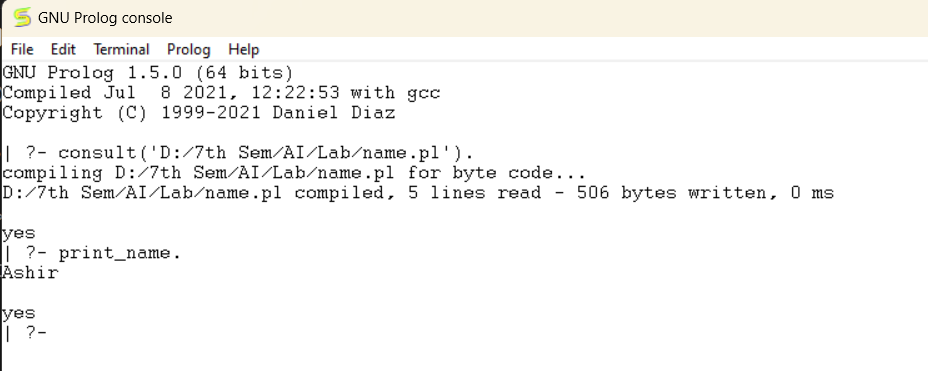 GNU Prolog console
File Edit Terminal Prolog Help
GNU Prolog 1.5.0 (64 bits)
Compiled Jul  8 2021, 12:22:53 with gcc
Copyright (C) 1999-2021 Daniel Diaz
| ?- consult('D:/7th Sem/AI/Lab/name.pl').
compiling D:/7th Sem/AI/Lab/name.pl for byte code...
D:/7th Sem/AI/Lab/name.pl compiled, 5 lines read - 506 bytes written, 0 ms
yes
| ?- print_name.
Ashir
yes
| ?-